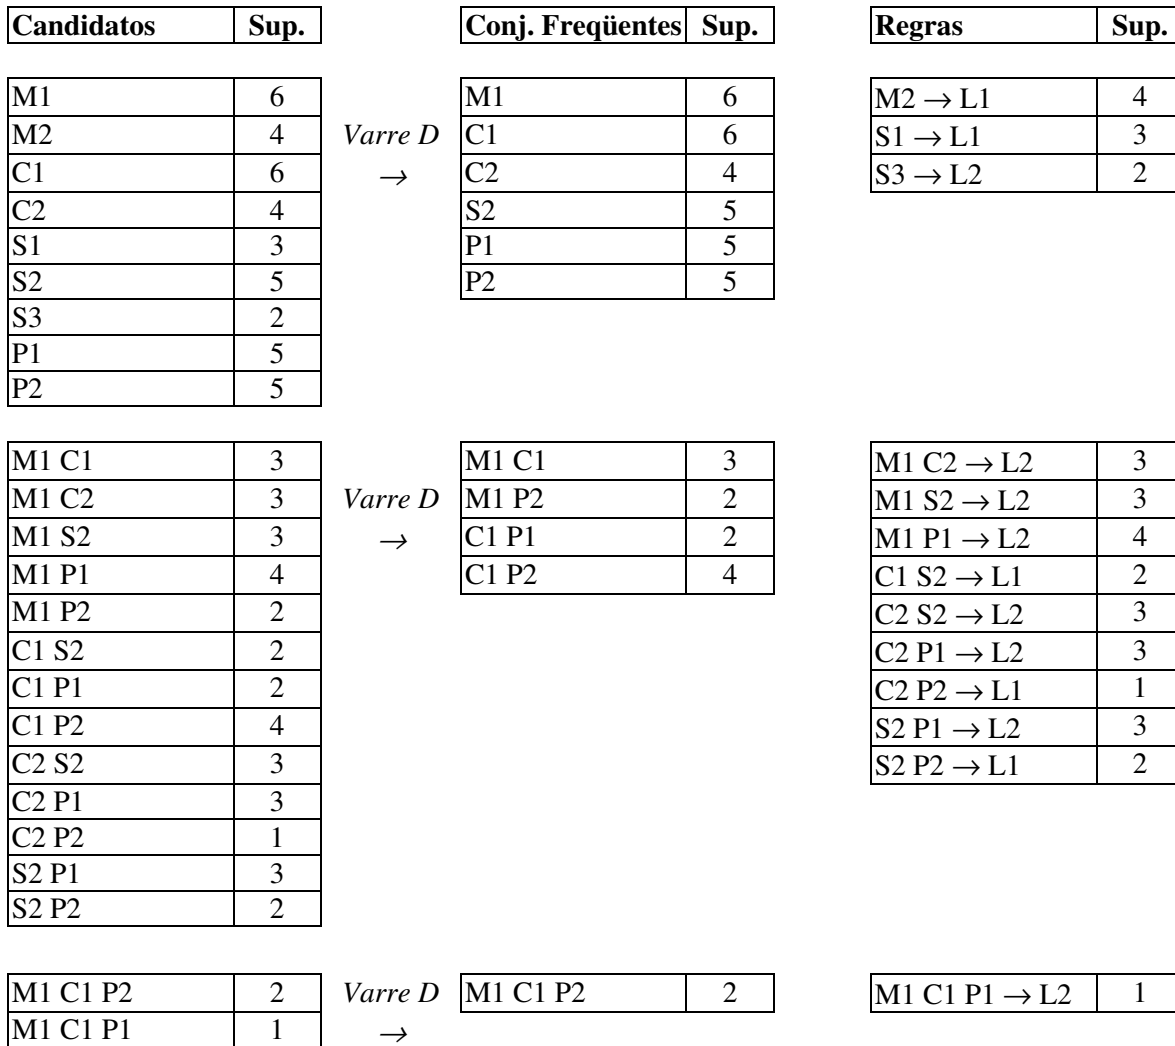 Candidatos Sup. Conj. Freqüentes Sup. Regras Sup.
M1 6 M1 6 M2 → L1 4
M2 4 Varre D C1 6 S1 → L1 3
C1 6 → C2 4 S3 → L2 2
C2 4 S2 5
S1 3 P1 5
S2 5 P2 5
S3 2
P1 5
P2 5
M1 C1 3 M1 C1 3 M1 C2 → L2 3
M1 C2 3 Varre D M1 P2 2 M1 S2 → L2 3
M1 S2 3 → C1 P1 2 M1 P1 → L2 4
M1 P1 4 C1 P2 4 C1 S2 → L1 2
M1 P2 2 C2 S2 → L2 3
C1 S2 2 C2 P1 → L2 3
C1 P1 2 C2 P2 → L1 1
C1 P2 4 S2 P1 → L2 3
C2 S2 3 S2 P2 → L1 2
C2 P1 3
C2 P2 1
S2 P1 3
S2 P2 2
M1 C1 P2 2 Varre D M1 C1 P2 2 M1 C1 P1 → L2 1
M1 C1 P1 1 →